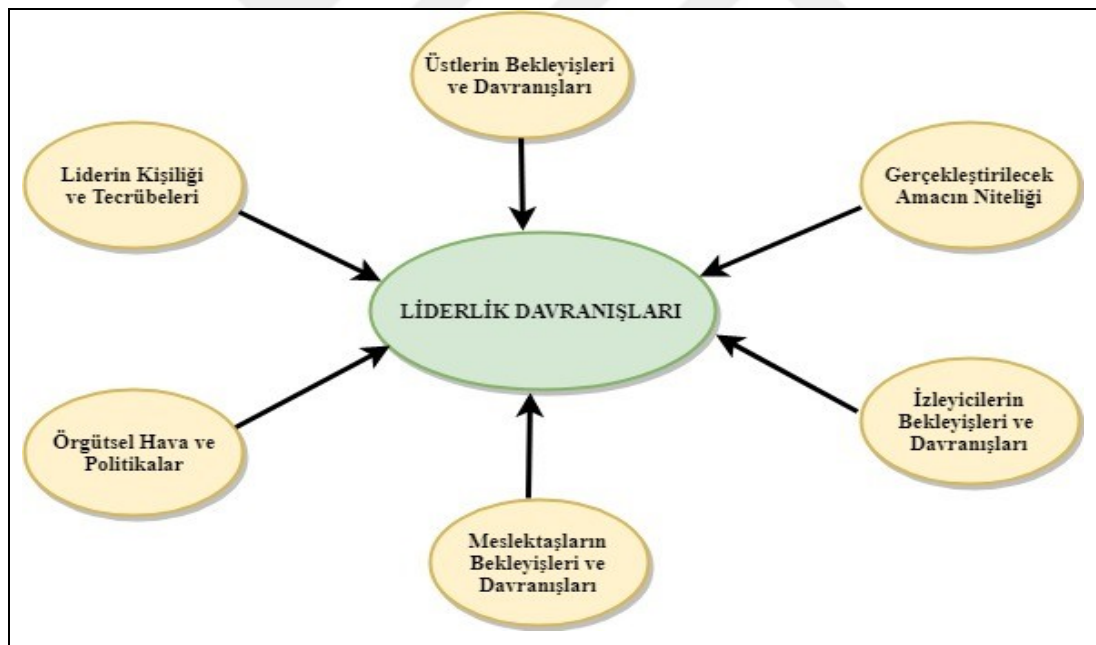 Üstlerin Bekleyişleri
ve Davranışları
Liderin Kişiliği
ve Tecrübeleri
Gerçekleştirilecek
Amacın Niteliği
LİDERLİK DAVRANIŞLARI
Örgütsel Hava ve
Politikalar
İzleyicilerin
Bekleyişleri ve
Davranışları
Meslektaşların
Bekleyişleri ve
Davranışları